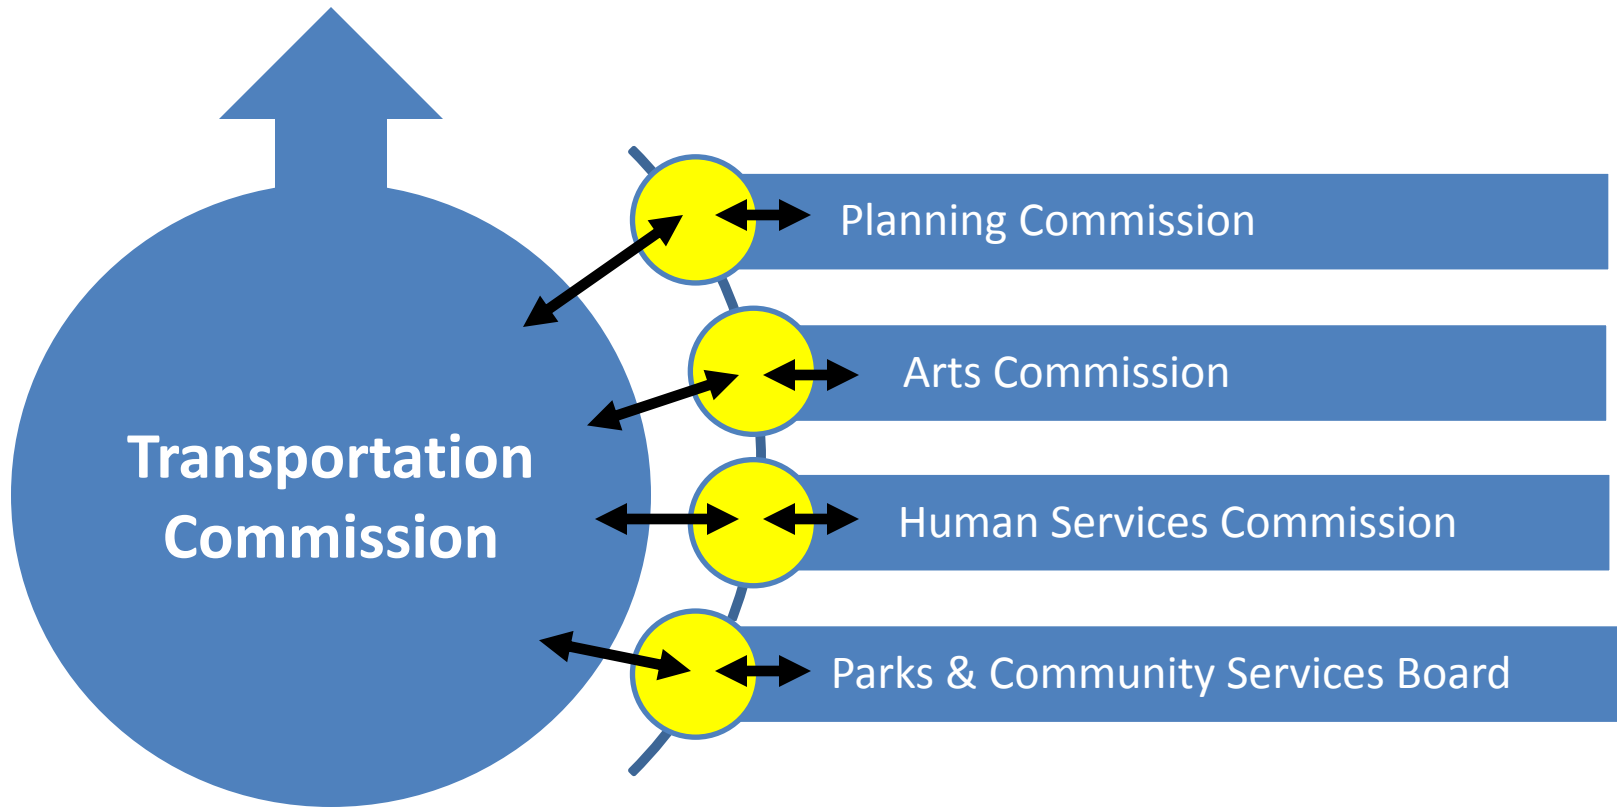 Transportation
Commission
Planning Commission
Arts Commission
Human Services Commission
Parks & Community Services Board